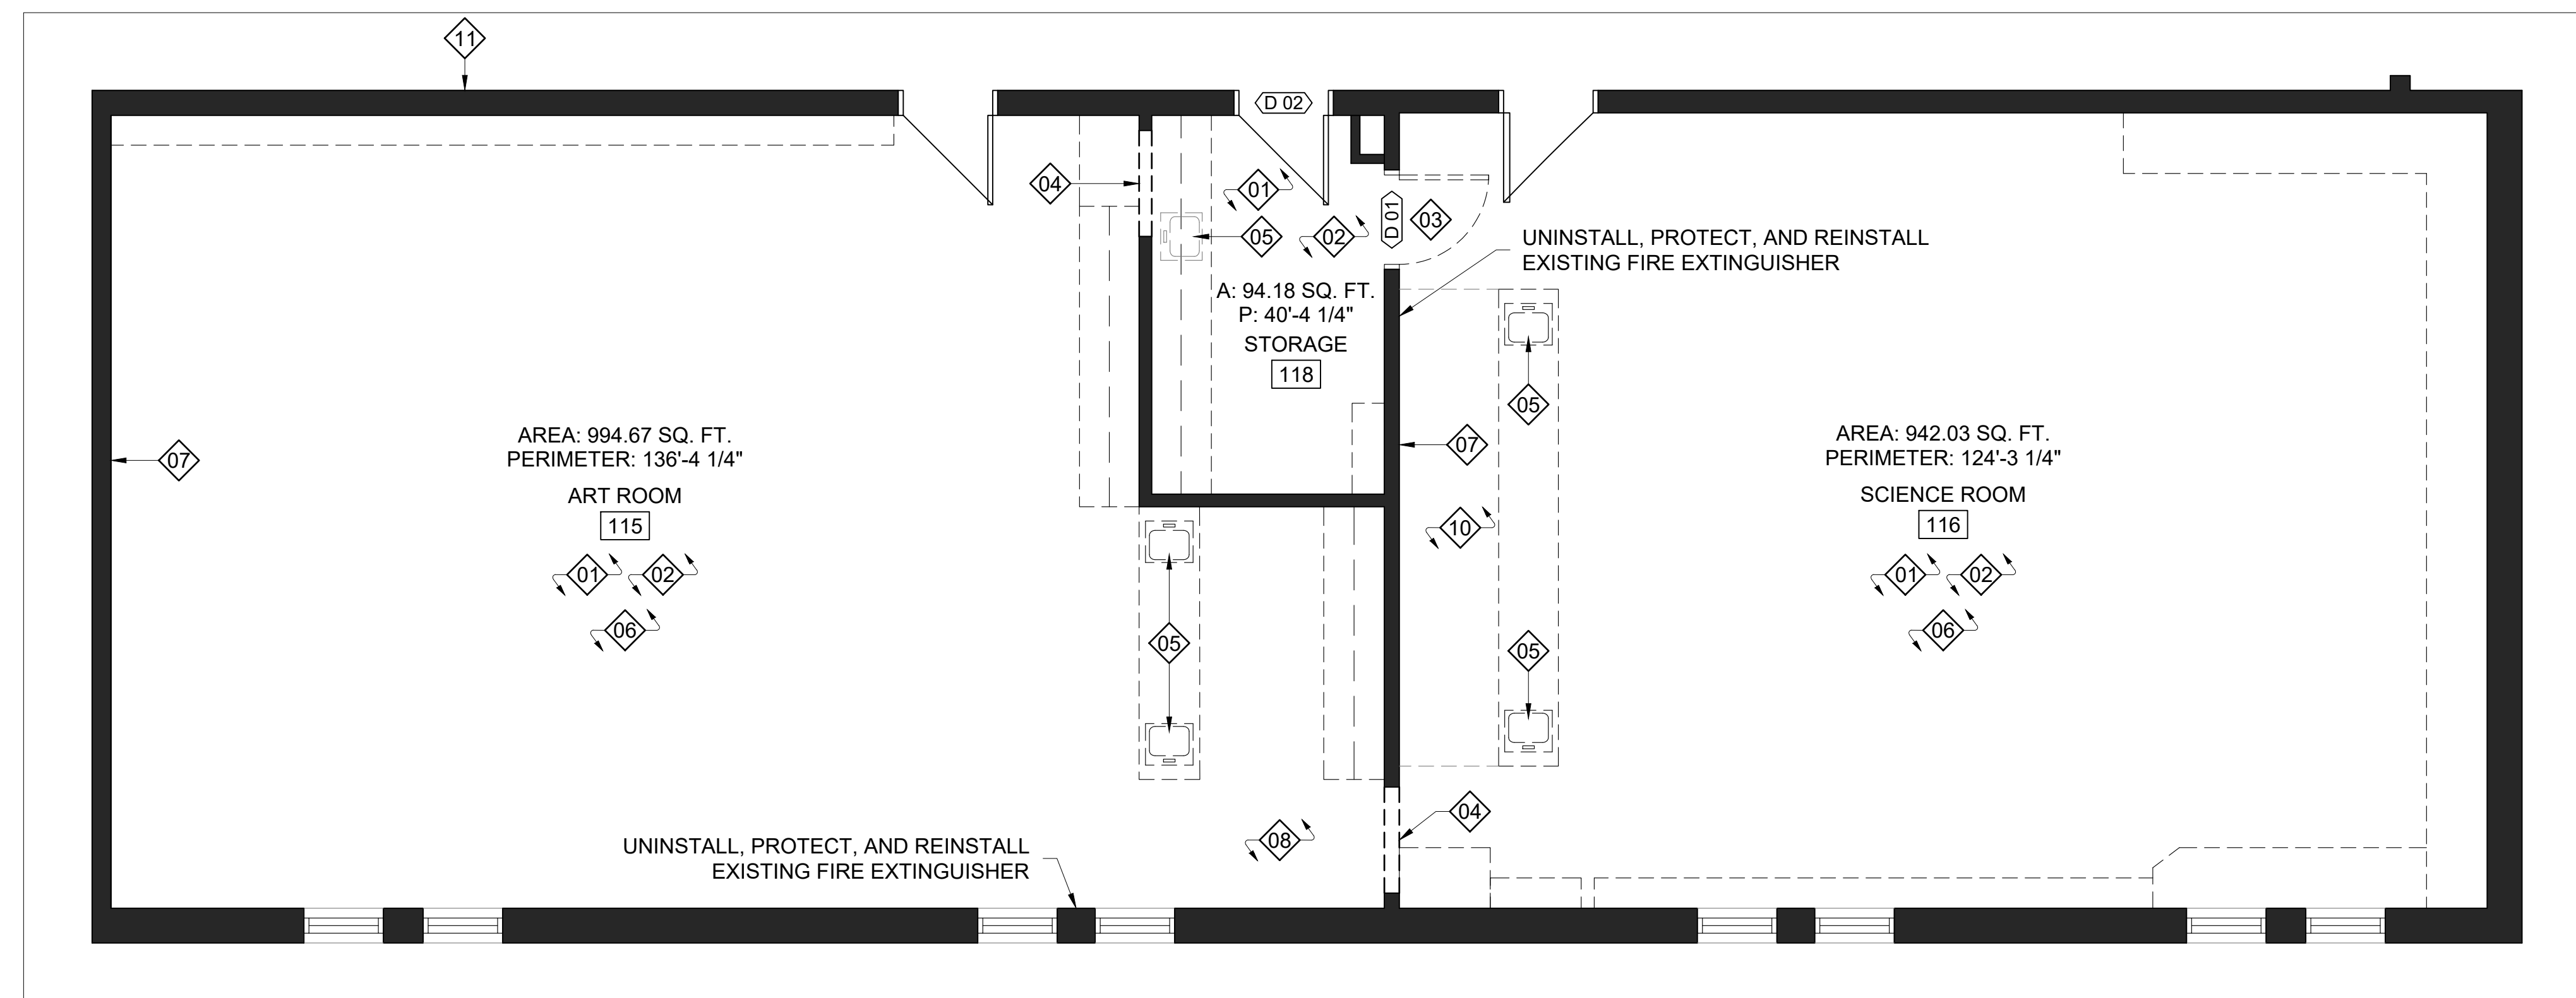 11
D 02
04
01
05
02
D 01
03
UNINSTALL, PROTECT, AND REINSTALL
EXISTING FIRE EXTINGUISHER
A: 94.18 SQ. FT.
P: 40'-4 1/4"
STORAGE
118
05
07
AREA: 994.67 SQ. FT.
PERIMETER: 136'-4 1/4"
ART ROOM
115
01
02
06
07
10
AREA: 942.03 SQ. FT.
PERIMETER: 124'-3 1/4"
SCIENCE ROOM
116
01
02
06
05
05
04
08
UNINSTALL, PROTECT, AND REINSTALL
EXISTING FIRE EXTINGUISHER